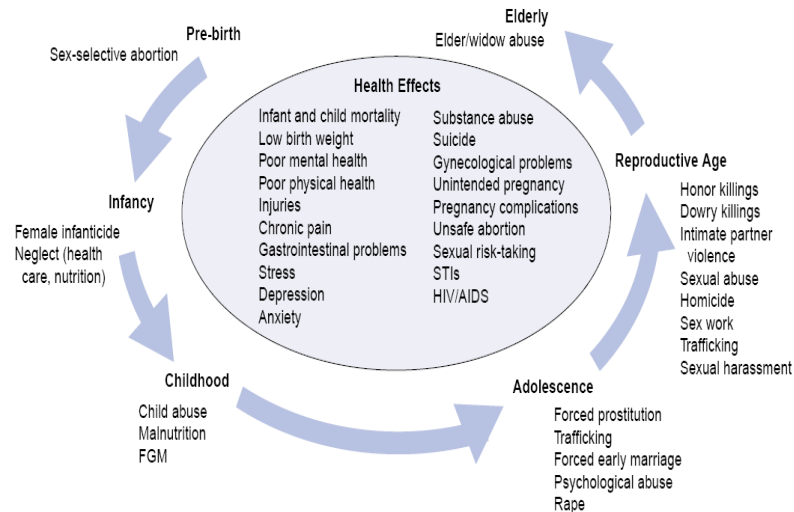 Pre-birth
Sex-selective abortion
Infancy
Female infanticide
Neglect (health
care, nutrition)
Childhood
Child abuse
Malnutrition
FGM
Adolescence
Forced prostitution
Trafficking
Forced early marriage
Psychological abuse
Rape
Reproductive Age
Honor killings
Dowry killings
Intimate partner
violence
Sexual abuse
Homicide
Sex work
Trafficking
Sexual harassment
Elderly
Elder/widow abuse
Health Effects
Infant and child mortality
Low birth weight
Poor mental health
Poor physical health
Injuries
Chronic pain
Gastrointestinal problems
Stress
Depression
Anxiety
Substance abuse
Suicide
Gynecological problems
Unintended pregnancy
Pregnancy complications
Unsafe abortion
Sexual risk-taking
STIs
HIV/AIDS